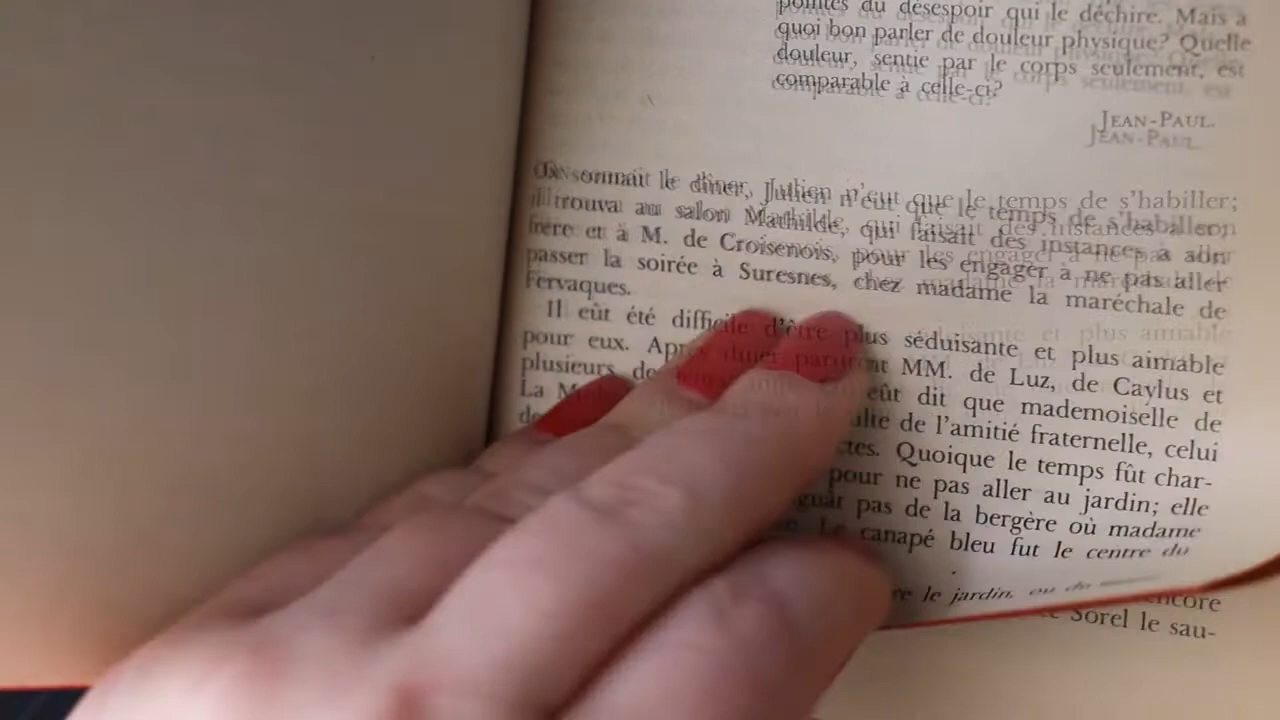 pointes du désespoir qui le déchire. Mais à
quoi bon parler de douleur physique? Quelle
douleur, sentie par le corps seulement, est
comparable à celle-ci?
JEAN-PAUL.
On sonnait le dîner, Julien n'eut que le temps de s'habiller;
il trouva au salon Mathilde, qui faisait des instances à son
frère et à M. de Croisenois, pour les engager à ne pas aller
passer la soirée à Suresnes, chez madame la maréchale de
Fervaques.
Il eût été difficile d'être plus séduisante et plus aimable
pour eux. Après dîner parurent MM. de Luz, de Caylus et
plusieurs de eût dit que mademoiselle de
La de l'amitié fraternelle, celui
Quoique le temps fût char-
pour ne pas aller au jardin; elle
pas de la bergère où madame
Le canapé bleu fut le centre du
le jardin,
encore
Sorel le sau-